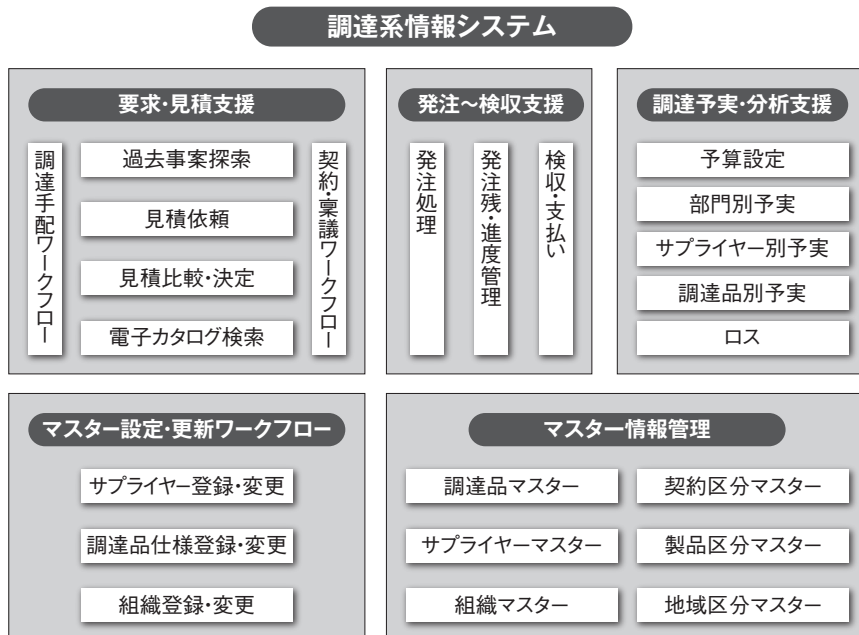 調達系情報システム
要求・見積支援
調達手配ワークフロー
過去事案探索
見積依頼
見積比較・決定
電子カタログ検索
契約・稟議ワークフロー
発注～検収支援
発注処理
発注残・進度管理
検収・支払い
調達予実・分析支援
予算設定
部門別予実
サプライヤー別予実
調達品別予実
ロス
マスター設定・更新ワークフロー
サプライヤー登録・変更
調達品仕様登録・変更
組織登録・変更
マスター情報管理
調達品マスター
契約区分マスター
サプライヤーマスター
製品区分マスター
組織マスター
地域区分マスター